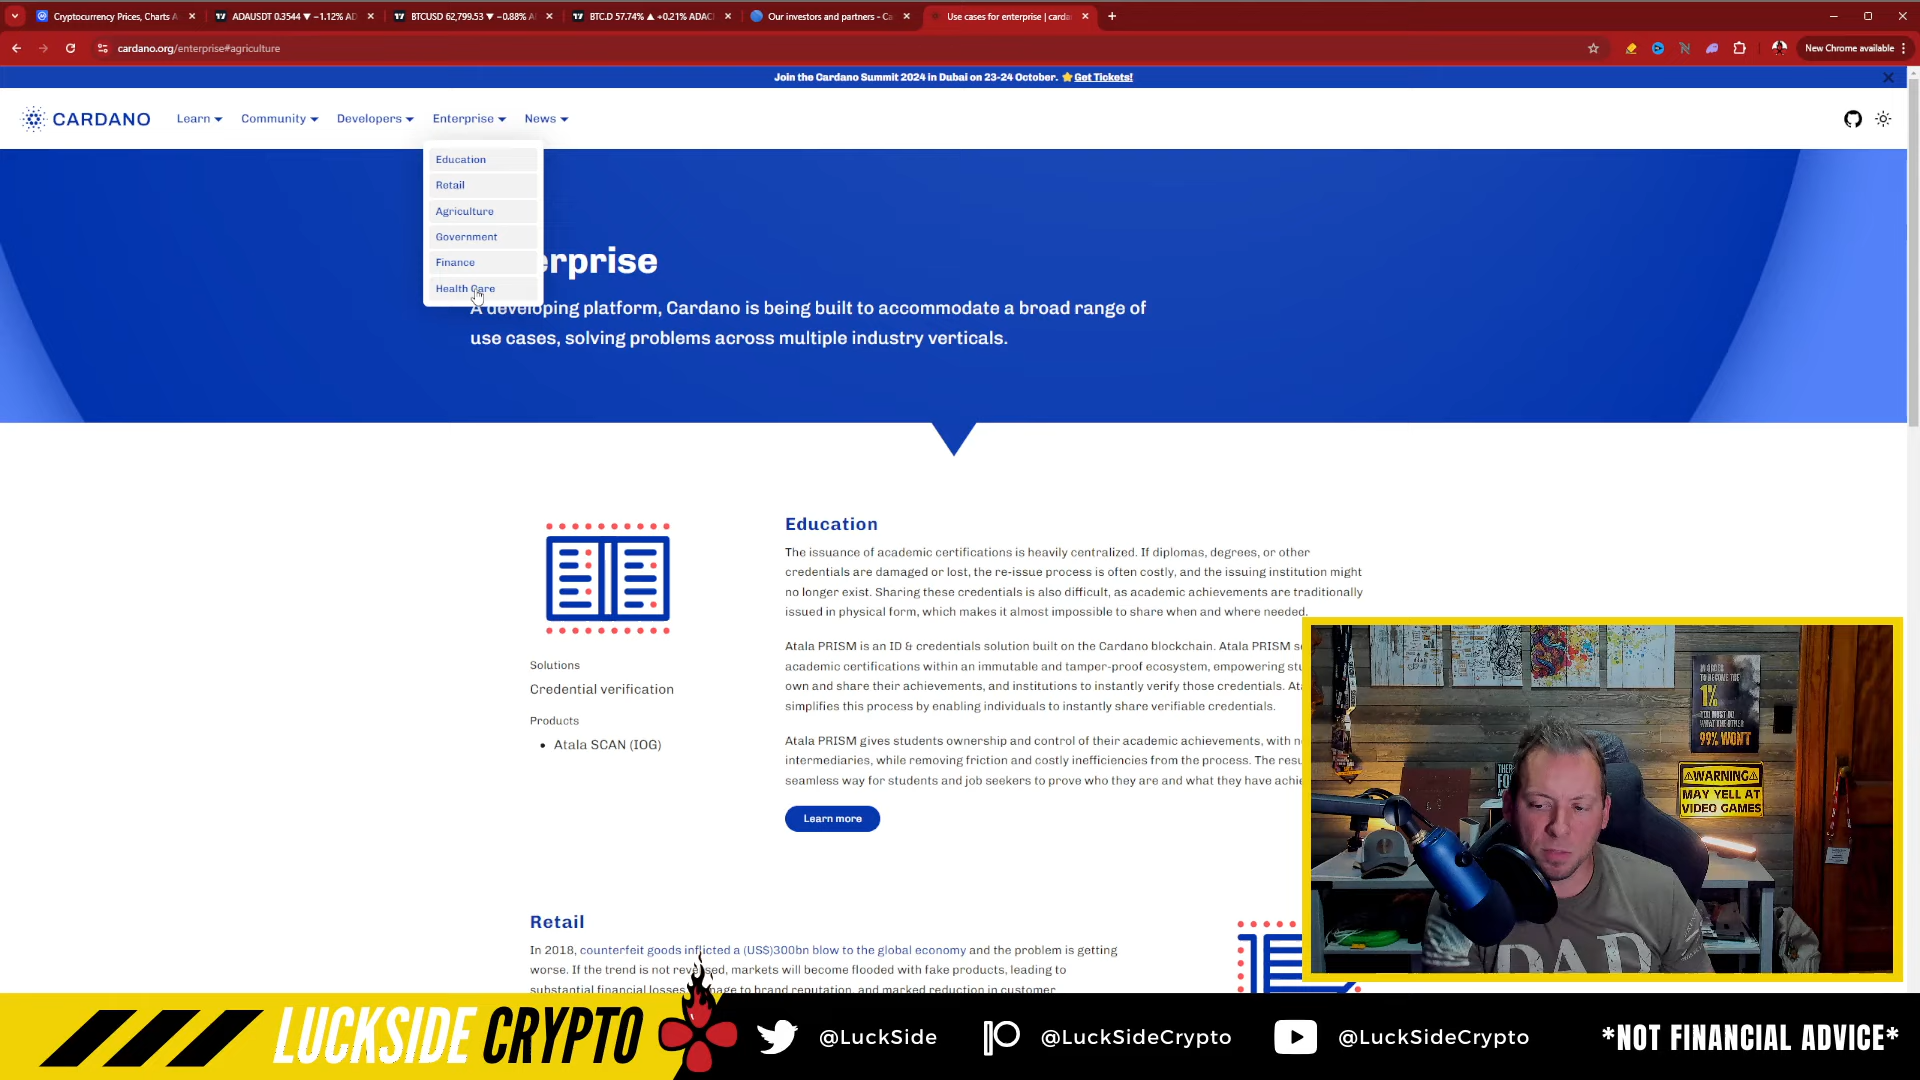 Cryptocurrency Prices, Charts A
ADAUSDT 0.3544 ▼ −1.12% AD
BTCUSD 62,799.53 ▼ −0.88% A
BTC.D 57.74% ▲ +0.21% ADAC
Our investors and partners - Ca
Use cases for enterprise | carda
cardano.org/enterprise#agriculture
New Chrome available
Join the Cardano Summit 2024 in Dubai on 23-24 October. ⭐ Get Tickets!
CARDANO
Learn
Community
Developers
Enterprise
News
Education
Retail
Agriculture
Government
Finance
Health Care
erprise
A developing platform, Cardano is being built to accommodate a broad range of
use cases, solving problems across multiple industry verticals.
Education
The issuance of academic certifications is heavily centralized. If diplomas, degrees, or other
credentials are damaged or lost, the re-issue process is often costly, and the issuing institution might
no longer exist. Sharing these credentials is also difficult, as academic achievements are traditionally
issued in physical form, which makes it almost impossible to share when and where needed.
Atala PRISM is an ID & credentials solution built on the Cardano blockchain. Atala PRISM s
academic certifications within an immutable and tamper-proof ecosystem, empowering stu
own and share their achievements, and institutions to instantly verify those credentials. At
simplifies this process by enabling individuals to instantly share verifiable credentials.
Atala PRISM gives students ownership and control of their academic achievements, with n
intermediaries, while removing friction and costly inefficiencies from the process. The resu
seamless way for students and job seekers to prove who they are and what they have achie
Learn more
Solutions
Credential verification
Products
• Atala SCAN (IOG)
Retail
In 2018, counterfeit goods inflicted a (US$)300bn blow to the global economy and the problem is getting
worse. If the trend is not reversed, markets will become flooded with fake products, leading to
substantial financial losses, damage to brand reputation, and marked reduction in customer
IN ORDER
TO BECOME THE
1%
YOU MUST DO
WHAT THE OTHER
99% WON'T
⚠WARNING⚠
MAY YELL AT
VIDEO GAMES
DAD
LUCKSIDE CRYPTO
@LuckSide
@LuckSideCrypto
@LuckSideCrypto
*NOT FINANCIAL ADVICE*